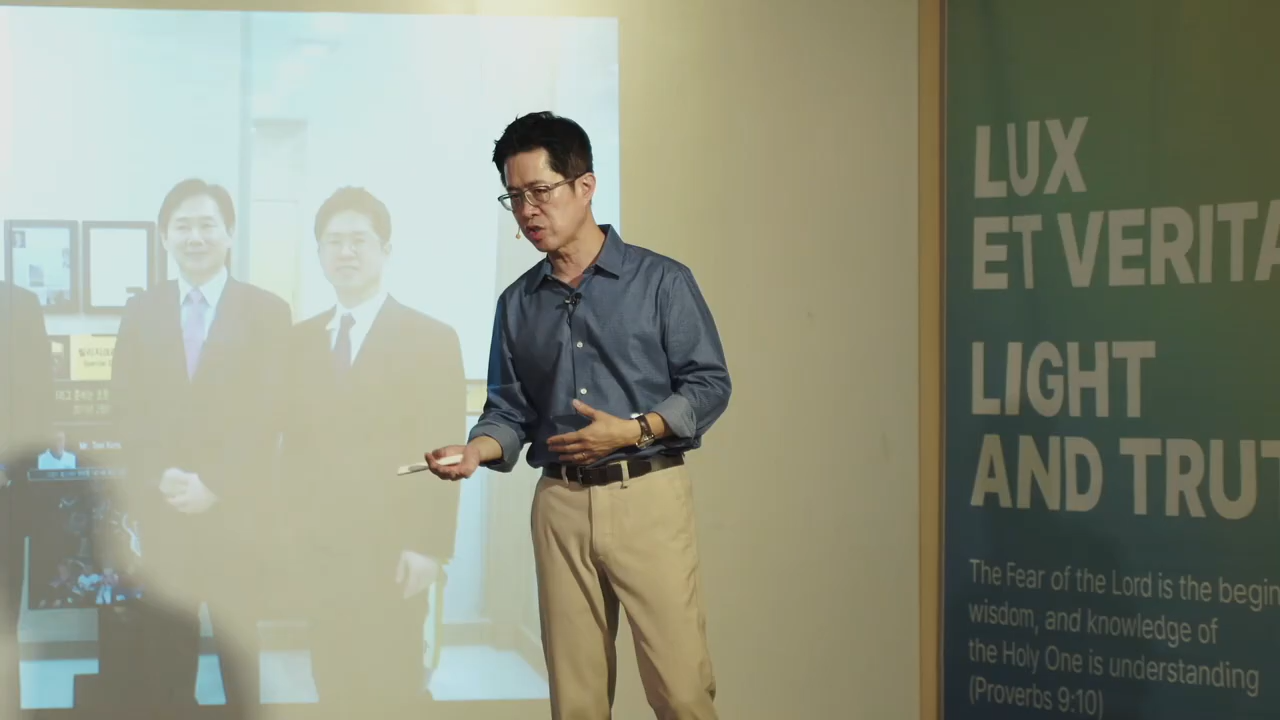 LUX
ET VERITA
LIGHT
AND TRUT
The Fear of the Lord is the begin
wisdom, and knowledge of
the Holy One is understanding
(Proverbs 9:10)